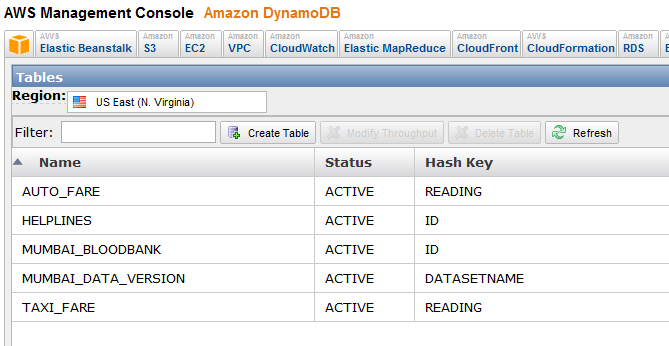 AWS Management Console Amazon DynamoDB
AWS Amazon Amazon Amazon Amazon Amazon Amazon AWS Amazon
Elastic Beanstalk S3 EC2 VPC CloudWatch Elastic MapReduce CloudFront CloudFormation RDS
Tables
Region: US East (N. Virginia)
Filter: Create Table Modify Throughput Delete Table Refresh
Name Status Hash Key
AUTO_FARE ACTIVE READING
HELPLINES ACTIVE ID
MUMBAI_BLOODBANK ACTIVE ID
MUMBAI_DATA_VERSION ACTIVE DATASETNAME
TAXI_FARE ACTIVE READING